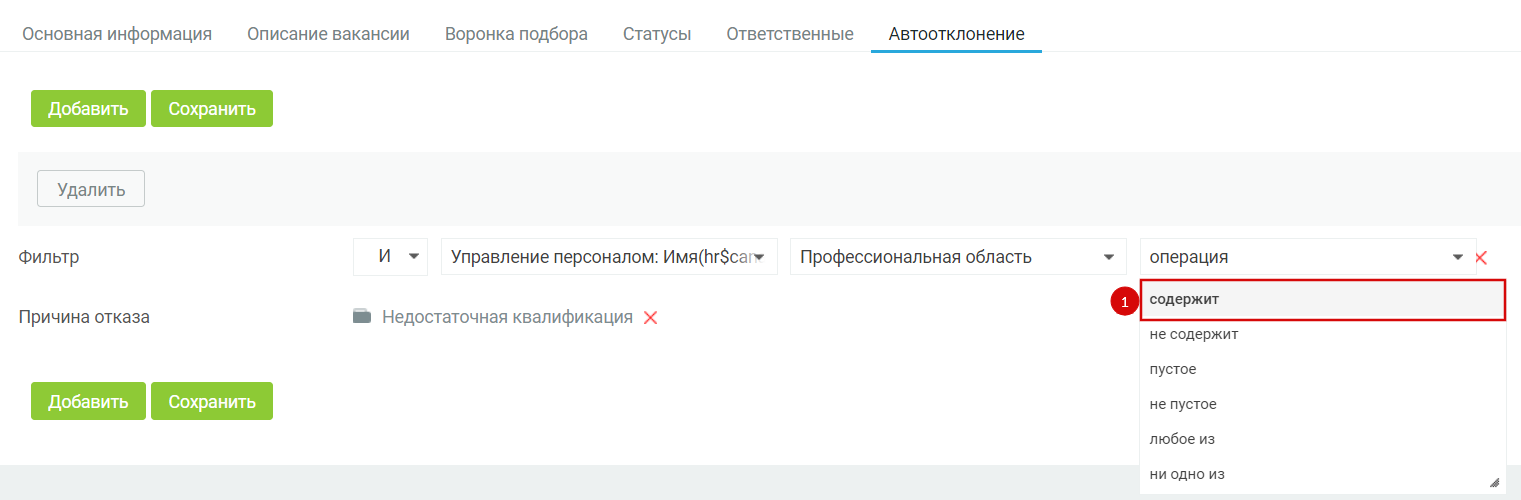 Основная информация Описание вакансии Воронка подбора Статусы Ответственные Автоотклонение
Добавить Сохранить
Удалить
Фильтр И Управление персоналом: Имя(hr$can Профессиональная область операция
1 содержит
Причина отказа Недостаточная квалификация
не содержит
пустое
Добавить Сохранить
не пустое
любое из
ни одно из